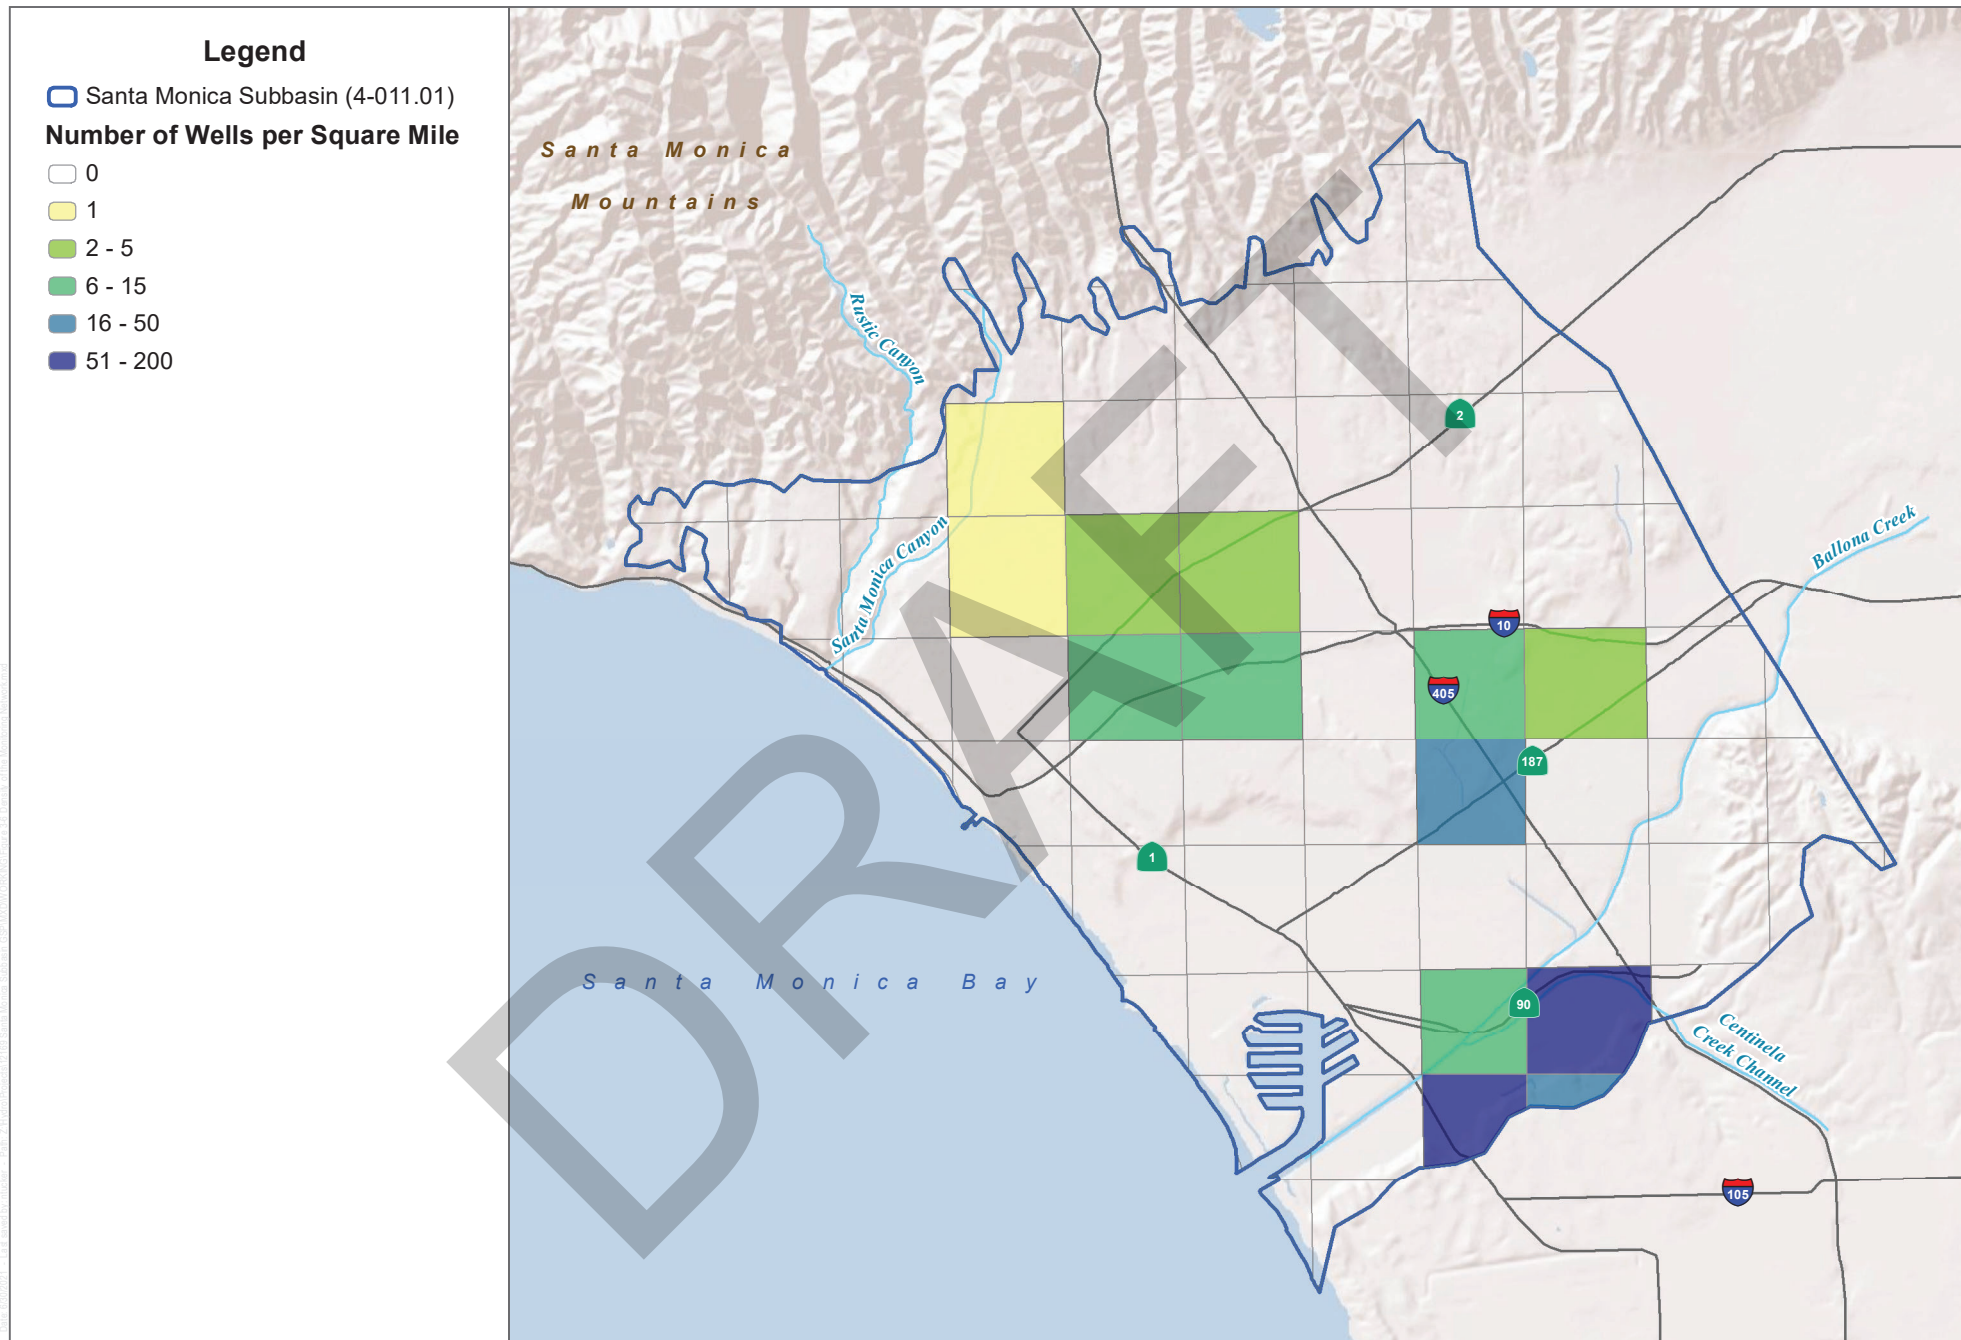 Legend
Santa Monica Subbasin (4-011.01)
Number of Wells per Square Mile
0
1
2 - 5
6 - 15
16 - 50
51 - 200
Santa Monica
Mountains
Rustic Canyon
Santa Monica Canyon
Ballona Creek
2
10
405
187
1
90
Santa Monica Bay
Centinela
Creek Channel
105
DRAFT